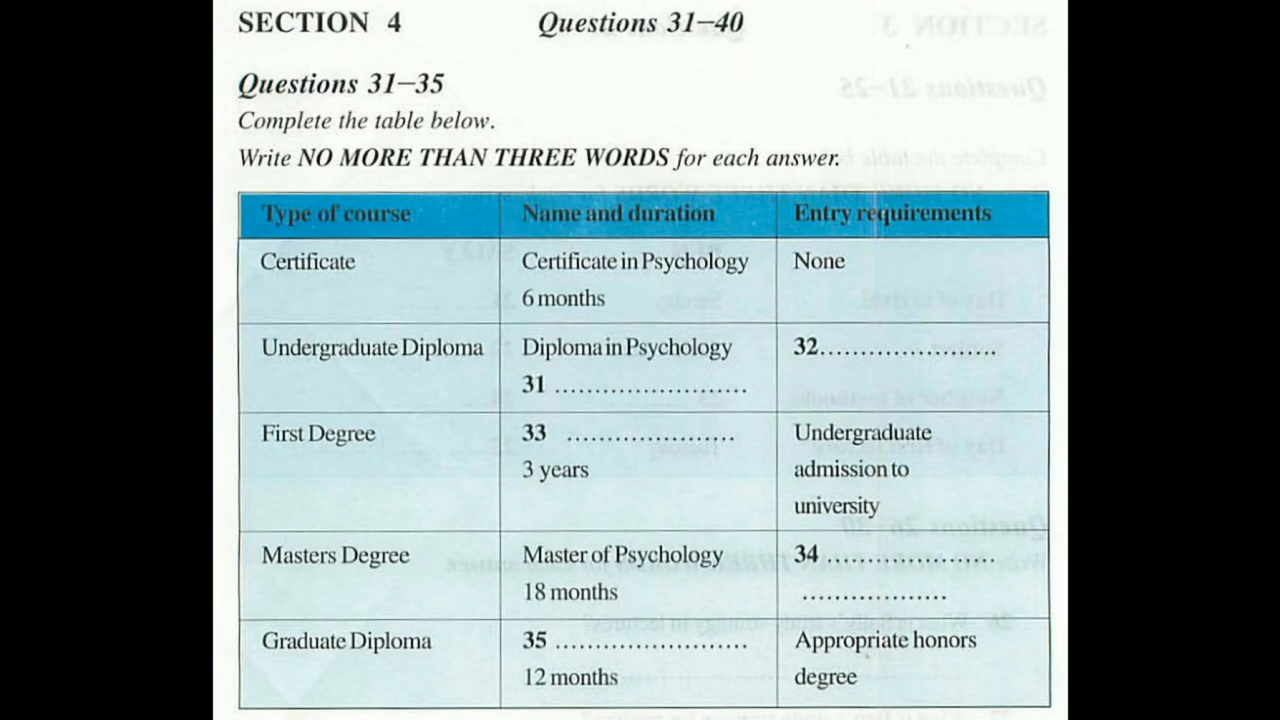 SECTION 4 Questions 31–40
Questions 31–35
Complete the table below.
Write NO MORE THAN THREE WORDS for each answer.
Type of course Name and duration Entry requirements
Certificate Certificate in Psychology None
6 months
Undergraduate Diploma Diploma in Psychology 32....................
31 ......................
First Degree 33 ................... Undergraduate
3 years admission to
university
Masters Degree Master of Psychology 34 ...................
18 months ................
Graduate Diploma 35 ...................... Appropriate honors
12 months degree